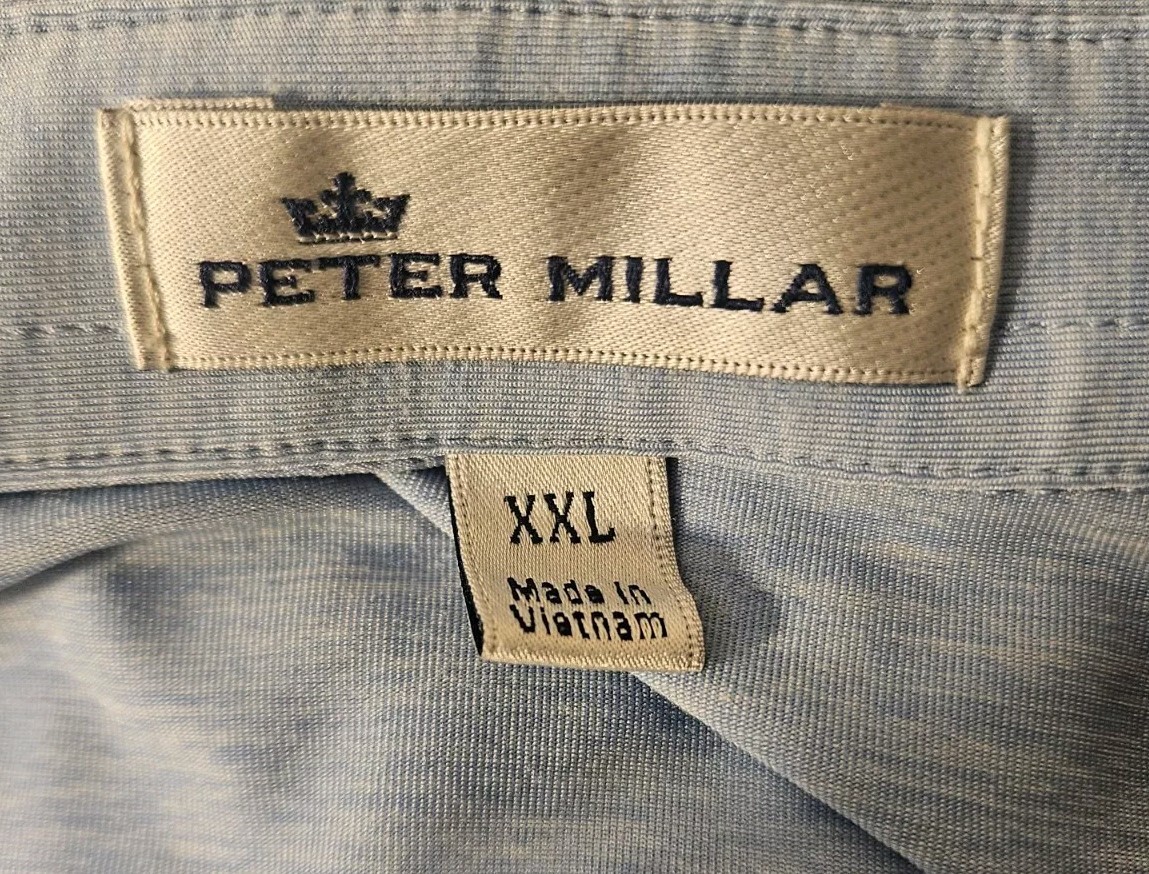 PETER MILLAR
XXL
Made in
Vietnam